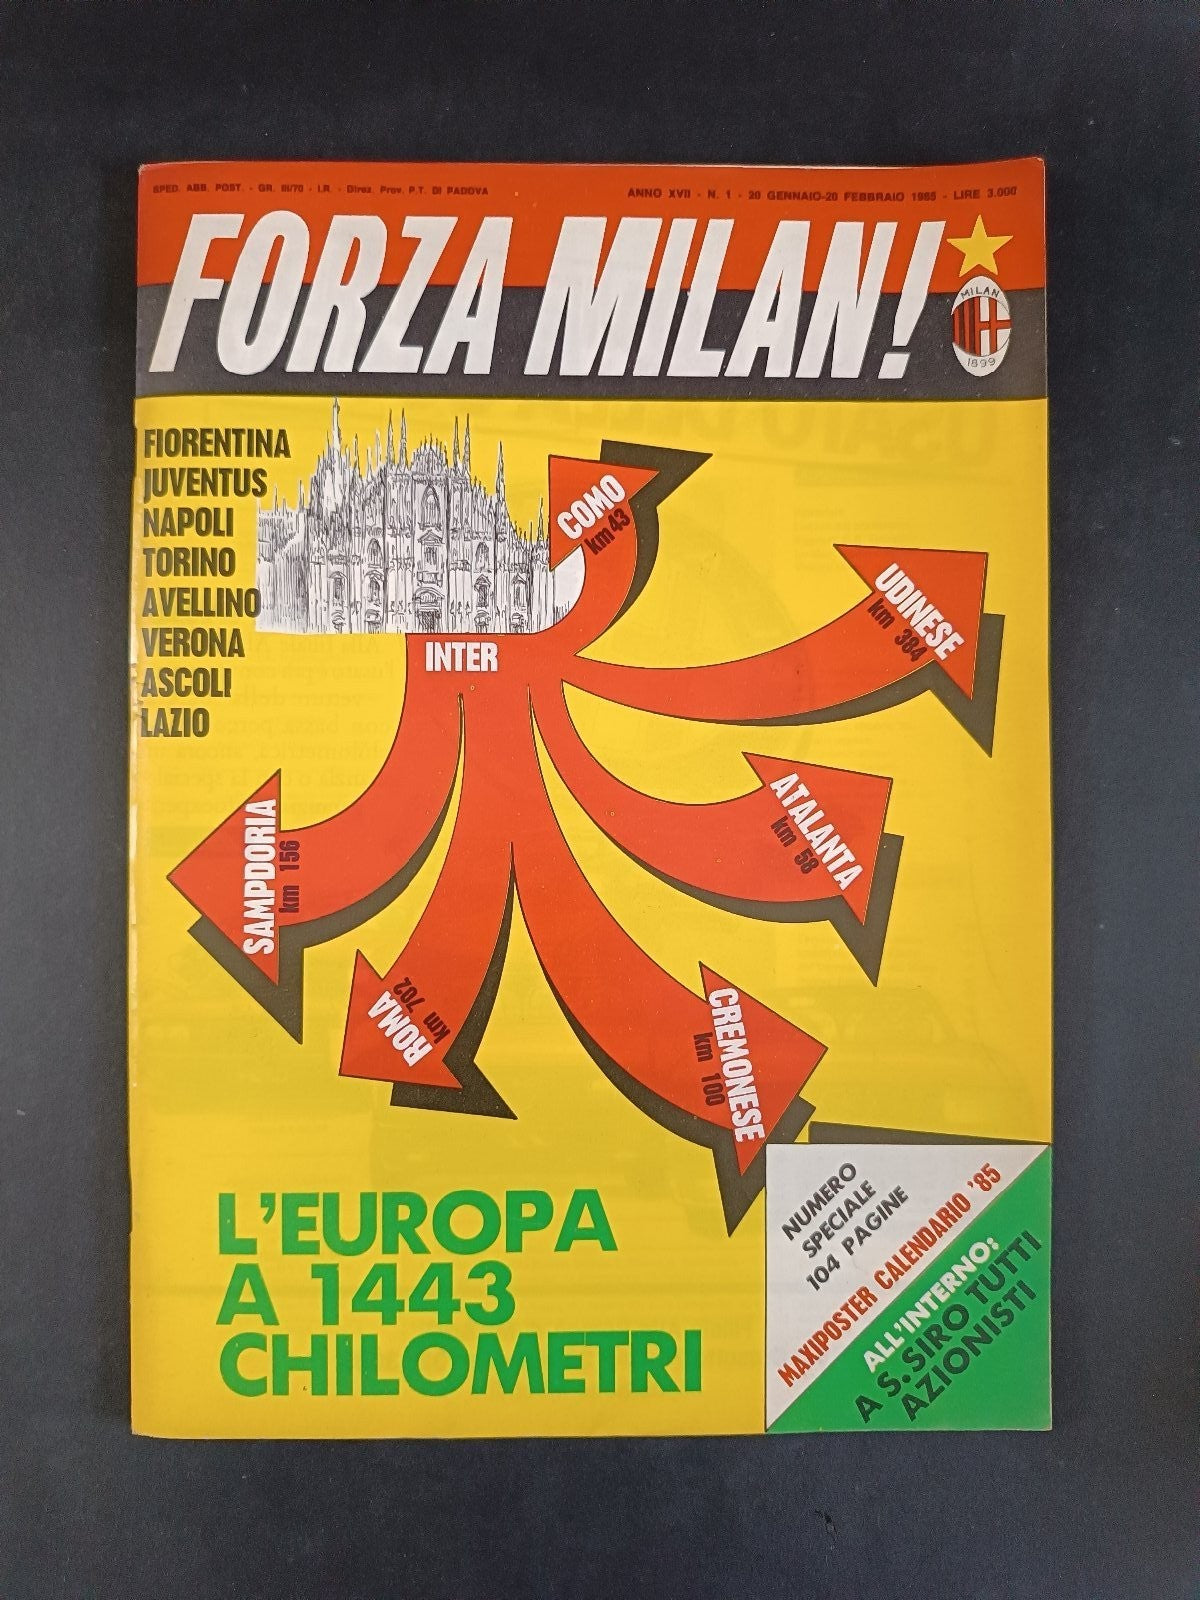 SPED. ABB. POST. - GR. III/70 - I.R. - Direz. Prov. P.T. DI PADOVA
ANNO XVII - N. 1 - 20 GENNAIO-20 FEBBRAIO 1985 - LIRE 3.000
FORZA MILAN!
MILAN
1899
FIORENTINA
JUVENTUS
NAPOLI
TORINO
AVELLINO
VERONA
ASCOLI
LAZIO
INTER
COMO
km 43
UDINESE
km 384
ATALANTA
km 58
SAMPDORIA
km 156
ROMA
km 702
CREMONESE
km 100
L'EUROPA
A 1443
CHILOMETRI
NUMERO
SPECIALE
104 PAGINE
MAXIPOSTER CALENDARIO '85
ALL'INTERNO:
A S.SIRO TUTTI
AZIONISTI